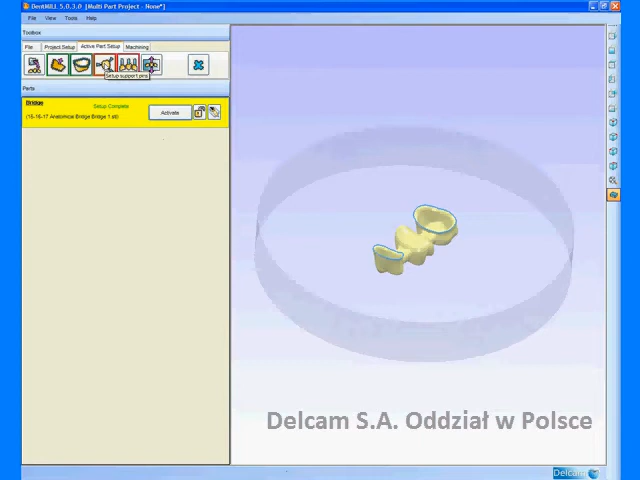 DentMILL 5.0.3.0 [Multi Part Project - None*]
File View Tools Help
Toolbox
File Project Setup Active Part Setup Machining
Setup support pins
Parts
Bridge
Setup Complete
(15-16-17 Anatomical Bridge Bridge 1.stl)
Activate
Delcam S.A. Oddział w Polsce
Delcam